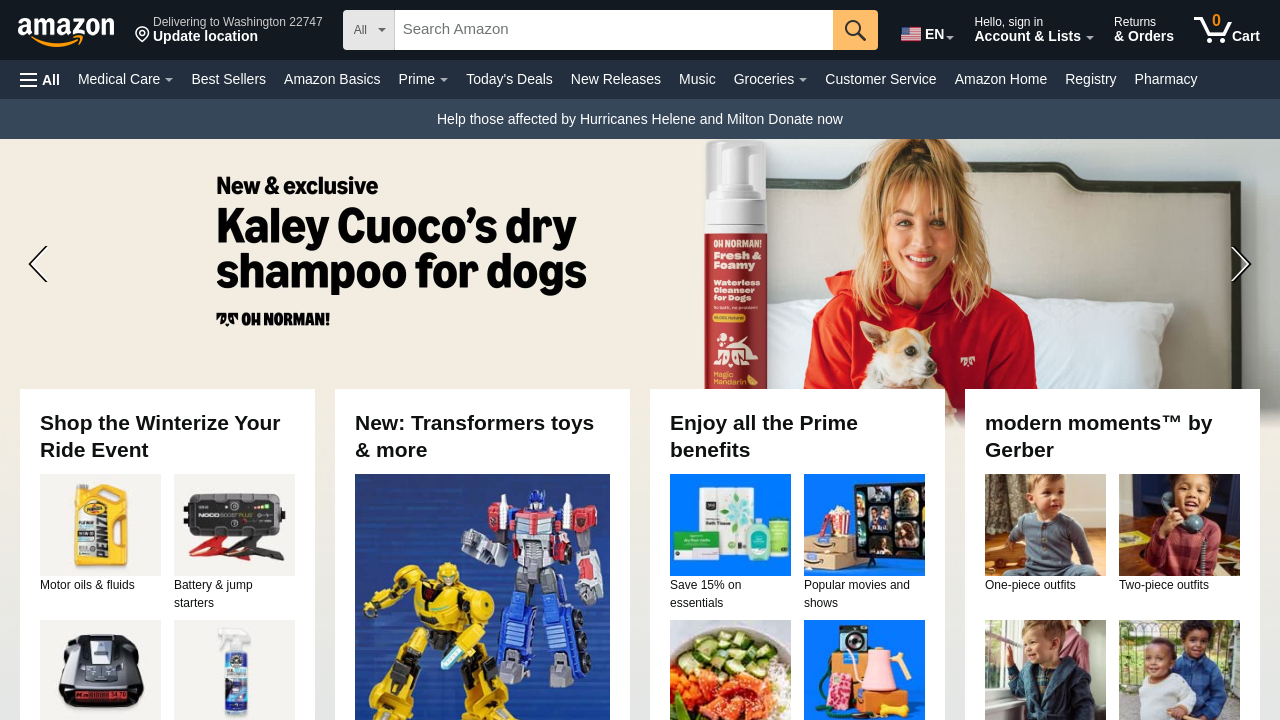 amazon
Delivering to Washington 22747
Update location
All
Search Amazon
EN
Hello, sign in
Account & Lists
Returns
& Orders
0
Cart
All
Medical Care
Best Sellers
Amazon Basics
Prime
Today's Deals
New Releases
Music
Groceries
Customer Service
Amazon Home
Registry
Pharmacy
Help those affected by Hurricanes Helene and Milton Donate now
New & exclusive
Kaley Cuoco's dry
shampoo for dogs
OH NORMAN!
OH NORMAN!
Fresh &
Foamy
Waterless
Cleanser
for Dogs
Magic
Mandarin
Shop the Winterize Your
Ride Event
PENNZOIL
Motor oils & fluids
NOCO BOOST PLUS
Battery & jump
starters
New: Transformers toys
& more
Enjoy all the Prime
benefits
Save 15% on
essentials
Popular movies and
shows
modern moments™ by
Gerber
One-piece outfits
Two-piece outfits